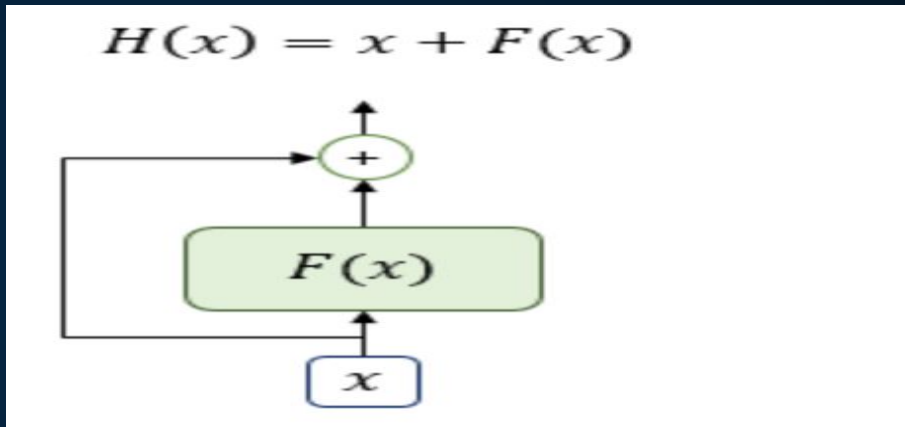 H(x) = x + F(x)
+
F(x)
x